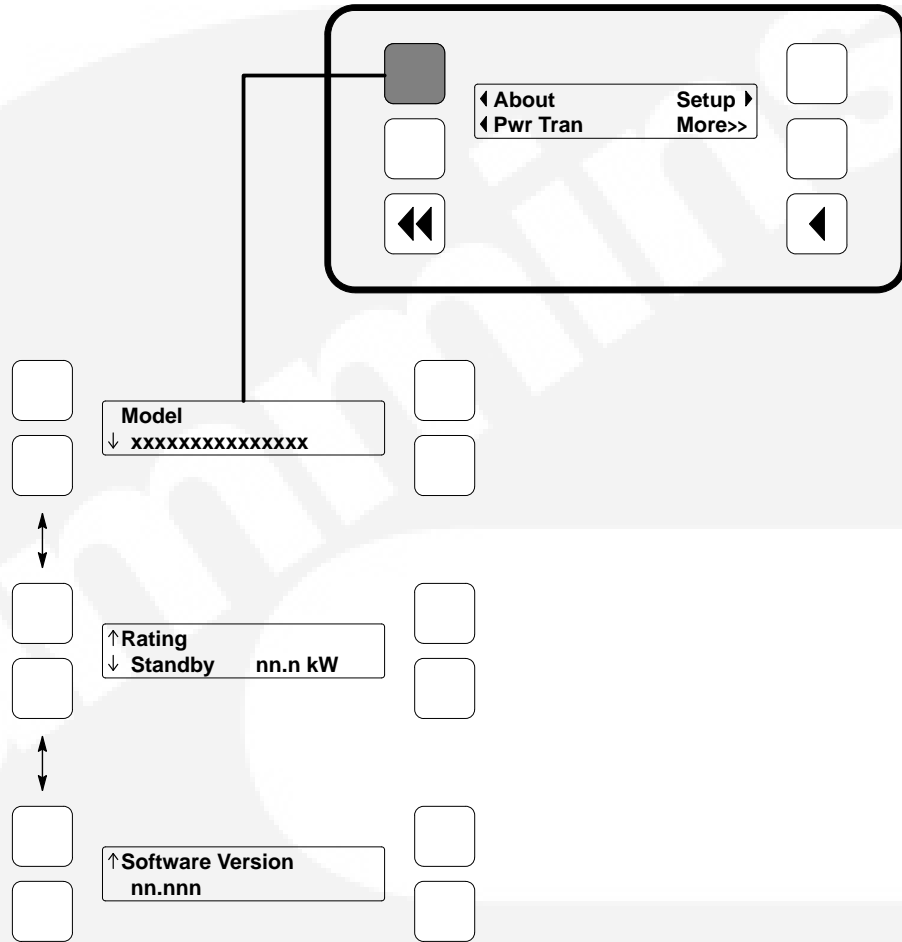 ◀ About Setup ▶
◀ Pwr Tran More>>
Model
↓ xxxxxxxxxxxxxxx
↑ Rating
↓ Standby nn.n kW
↑ Software Version
nn.nnn